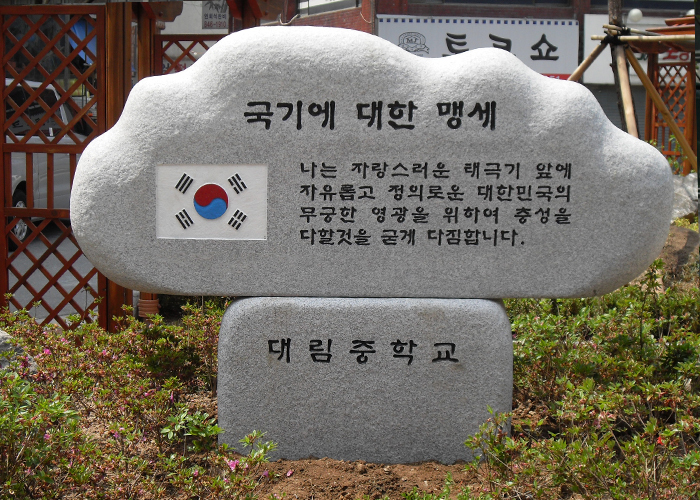 토크쇼
국기에 대한 맹세
나는 자랑스러운 태극기 앞에
자유롭고 정의로운 대한민국의
무궁한 영광을 위하여 충성을
다할것을 굳게 다짐합니다.
대림중학교